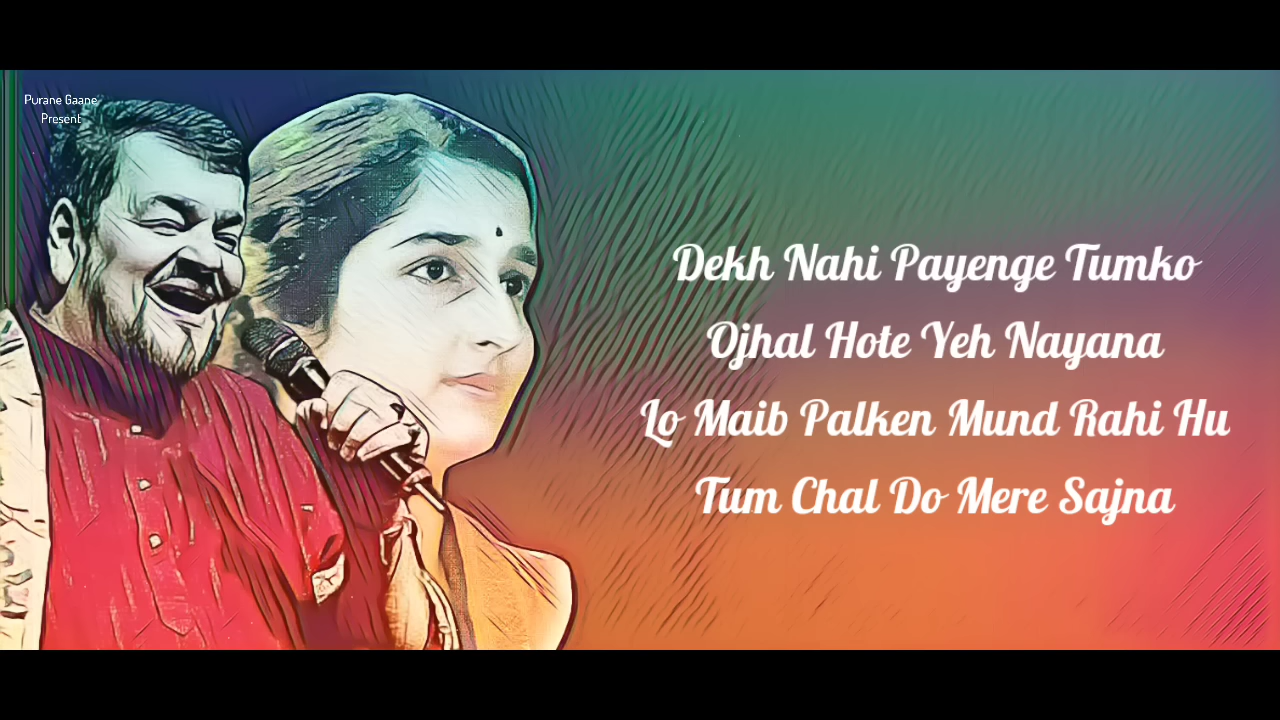 Purane Gaane
Present
Dekh Nahi Payenge Tumko
Ojhal Hote Yeh Nayana
Lo Maib Palken Mund Rahi Hu
Tum Chal Do Mere Sajna